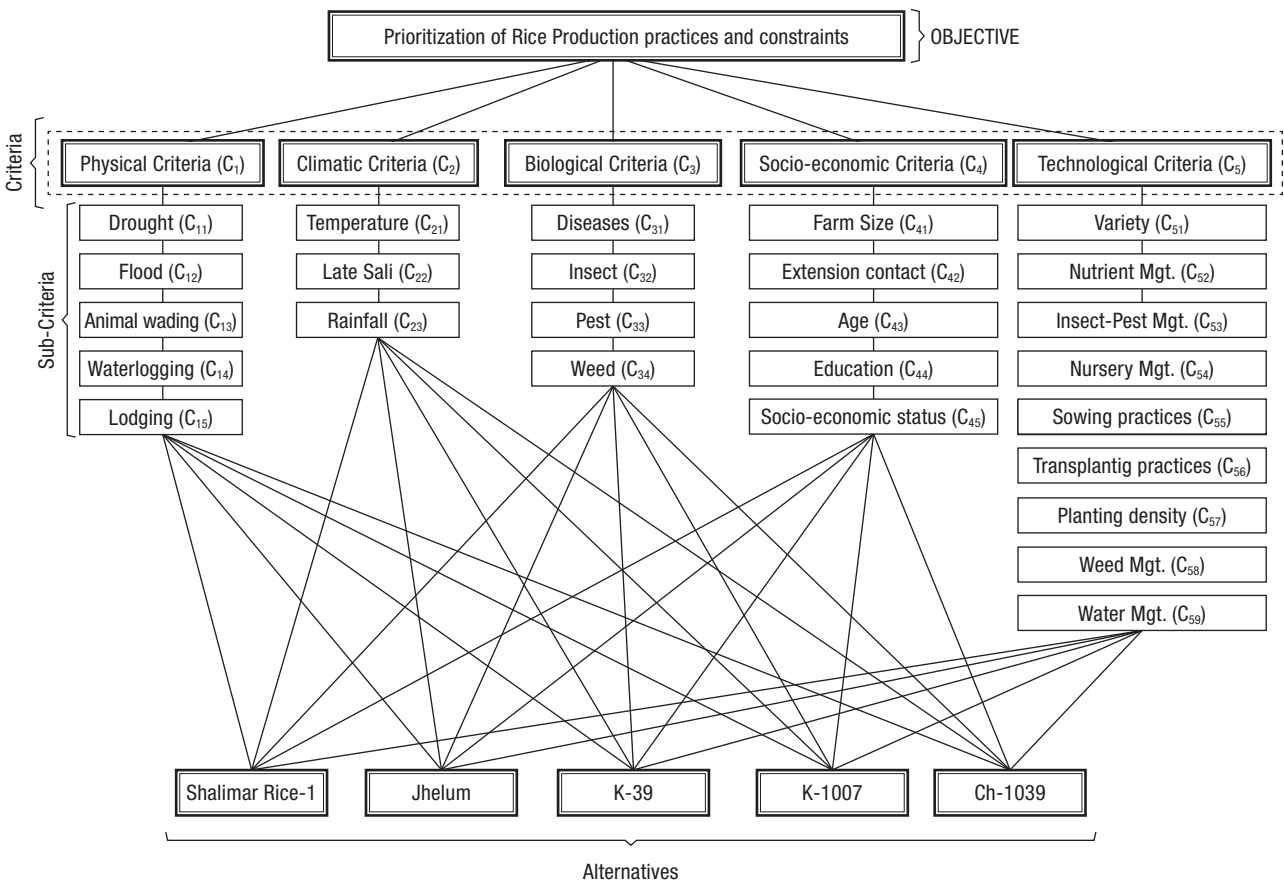 Prioritization of Rice Production practices and constraints
OBJECTIVE
Criteria
Physical Criteria (C₁)
Climatic Criteria (C₂)
Biological Criteria (C₃)
Socio-economic Criteria (C₄)
Technological Criteria (C₅)
Sub-Criteria
Drought (C₁₁)
Flood (C₁₂)
Animal wading (C₁₃)
Waterlogging (C₁₄)
Lodging (C₁₅)
Temperature (C₂₁)
Late Sali (C₂₂)
Rainfall (C₂₃)
Diseases (C₃₁)
Insect (C₃₂)
Pest (C₃₃)
Weed (C₃₄)
Farm Size (C₄₁)
Extension contact (C₄₂)
Age (C₄₃)
Education (C₄₄)
Socio-economic status (C₄₅)
Variety (C₅₁)
Nutrient Mgt. (C₅₂)
Insect-Pest Mgt. (C₅₃)
Nursery Mgt. (C₅₄)
Sowing practices (C₅₅)
Transplantig practices (C₅₆)
Planting density (C₅₇)
Weed Mgt. (C₅₈)
Water Mgt. (C₅₉)
Shalimar Rice-1
Jhelum
K-39
K-1007
Ch-1039
Alternatives